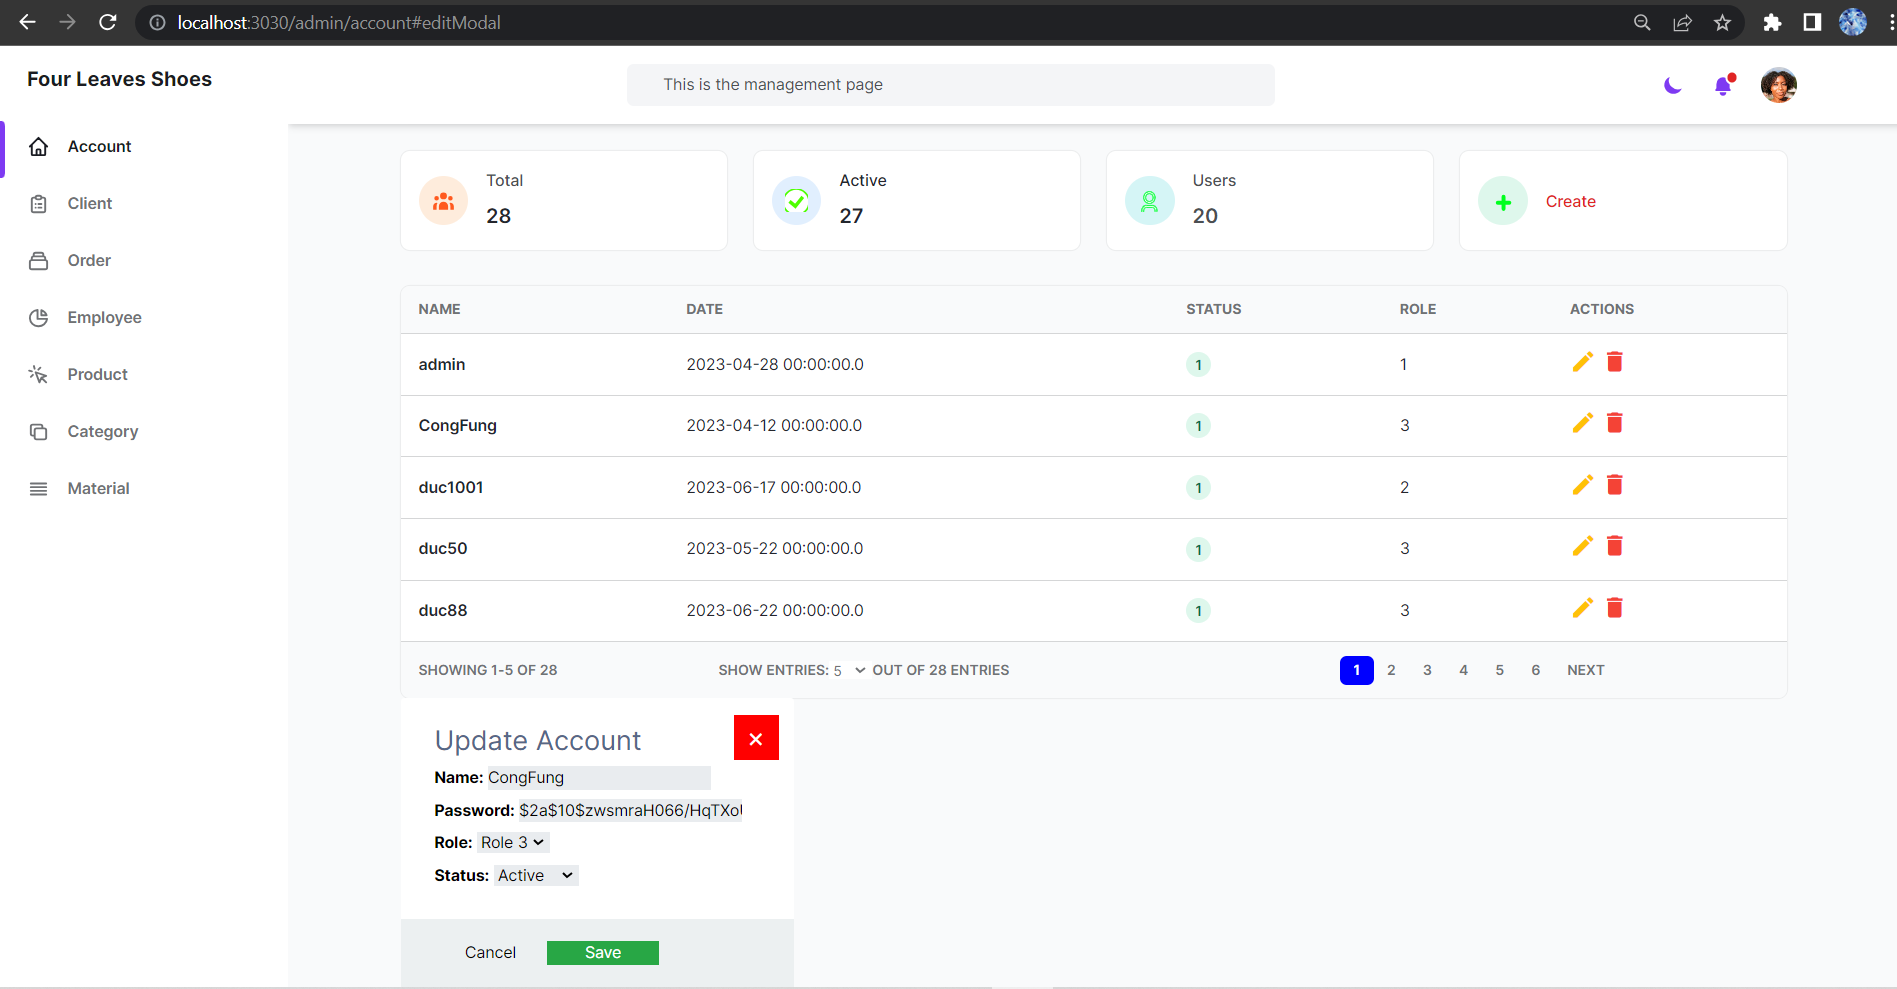 localhost:3030/admin/account#editModal
Four Leaves Shoes
This is the management page
Account
Client
Order
Employee
Product
Category
Material
Total
28
Active
27
Users
20
Create
NAME DATE STATUS ROLE ACTIONS
admin 2023-04-28 00:00:00.0 1 1
CongFung 2023-04-12 00:00:00.0 1 3
duc1001 2023-06-17 00:00:00.0 1 2
duc50 2023-05-22 00:00:00.0 1 3
duc88 2023-06-22 00:00:00.0 1 3
SHOWING 1-5 OF 28 SHOW ENTRIES: 5 OUT OF 28 ENTRIES 1 2 3 4 5 6 NEXT
Update Account
Name: CongFung
Password: $2a$10$zwsmraH066/HqTXo
Role: Role 3
Status: Active
Cancel Save